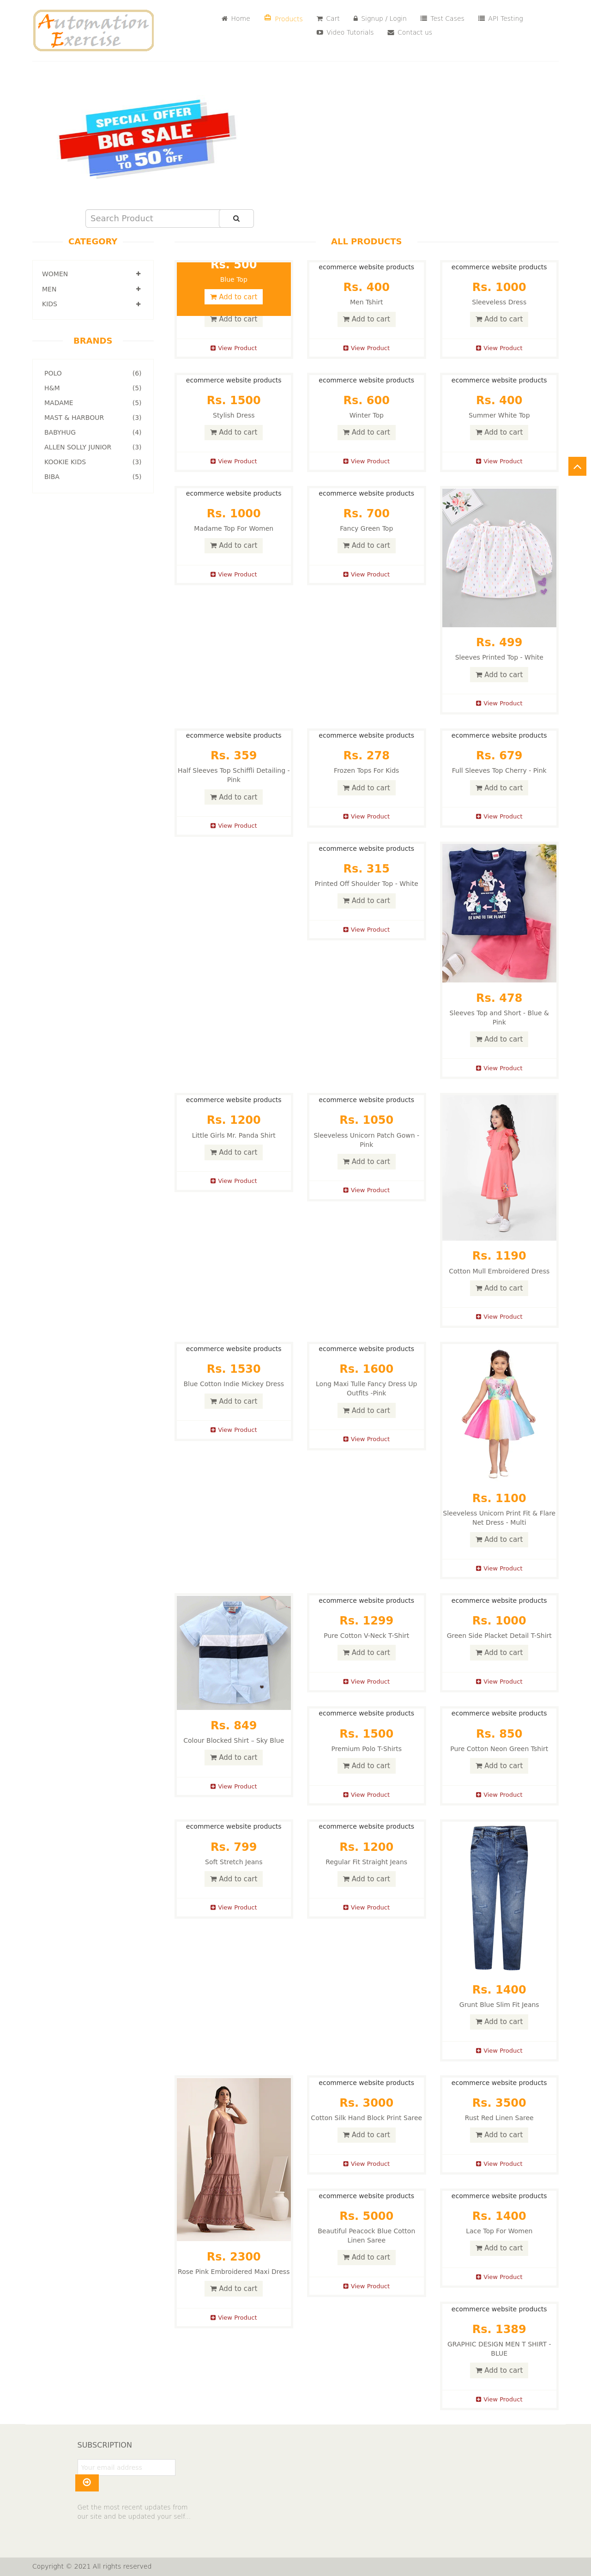 Automation
Exercise
Home
Products
Cart
Signup / Login
Test Cases
API Testing
Video Tutorials
Contact us
SPECIAL OFFER
BIG SALE
UP TO 50% OFF
Search Product
CATEGORY
WOMEN
MEN
KIDS
BRANDS
POLO (6)
H&M (5)
MADAME (5)
MAST & HARBOUR (3)
BABYHUG (4)
ALLEN SOLLY JUNIOR (3)
KOOKIE KIDS (3)
BIBA (5)
ALL PRODUCTS
Rs. 500
Blue Top
Add to cart
Add to cart
View Product
ecommerce website products
Rs. 400
Men Tshirt
Add to cart
View Product
ecommerce website products
Rs. 1000
Sleeveless Dress
Add to cart
View Product
ecommerce website products
Rs. 1500
Stylish Dress
Add to cart
View Product
ecommerce website products
Rs. 600
Winter Top
Add to cart
View Product
ecommerce website products
Rs. 400
Summer White Top
Add to cart
View Product
ecommerce website products
Rs. 1000
Madame Top For Women
Add to cart
View Product
ecommerce website products
Rs. 700
Fancy Green Top
Add to cart
View Product
Rs. 499
Sleeves Printed Top - White
Add to cart
View Product
ecommerce website products
Rs. 359
Half Sleeves Top Schiffli Detailing -
Pink
Add to cart
View Product
ecommerce website products
Rs. 278
Frozen Tops For Kids
Add to cart
View Product
ecommerce website products
Rs. 679
Full Sleeves Top Cherry - Pink
Add to cart
View Product
ecommerce website products
Rs. 315
Printed Off Shoulder Top - White
Add to cart
View Product
BE KIND TO THE PLANET
Rs. 478
Sleeves Top and Short - Blue &
Pink
Add to cart
View Product
ecommerce website products
Rs. 1200
Little Girls Mr. Panda Shirt
Add to cart
View Product
ecommerce website products
Rs. 1050
Sleeveless Unicorn Patch Gown -
Pink
Add to cart
View Product
Rs. 1190
Cotton Mull Embroidered Dress
Add to cart
View Product
ecommerce website products
Rs. 1530
Blue Cotton Indie Mickey Dress
Add to cart
View Product
ecommerce website products
Rs. 1600
Long Maxi Tulle Fancy Dress Up
Outfits -Pink
Add to cart
View Product
Rs. 1100
Sleeveless Unicorn Print Fit & Flare
Net Dress - Multi
Add to cart
View Product
Rs. 849
Colour Blocked Shirt – Sky Blue
Add to cart
View Product
ecommerce website products
Rs. 1299
Pure Cotton V-Neck T-Shirt
Add to cart
View Product
ecommerce website products
Rs. 1000
Green Side Placket Detail T-Shirt
Add to cart
View Product
ecommerce website products
Rs. 1500
Premium Polo T-Shirts
Add to cart
View Product
ecommerce website products
Rs. 850
Pure Cotton Neon Green Tshirt
Add to cart
View Product
ecommerce website products
Rs. 799
Soft Stretch Jeans
Add to cart
View Product
ecommerce website products
Rs. 1200
Regular Fit Straight Jeans
Add to cart
View Product
Rs. 1400
Grunt Blue Slim Fit Jeans
Add to cart
View Product
Rs. 2300
Rose Pink Embroidered Maxi Dress
Add to cart
View Product
ecommerce website products
Rs. 3000
Cotton Silk Hand Block Print Saree
Add to cart
View Product
ecommerce website products
Rs. 3500
Rust Red Linen Saree
Add to cart
View Product
ecommerce website products
Rs. 5000
Beautiful Peacock Blue Cotton
Linen Saree
Add to cart
View Product
ecommerce website products
Rs. 1400
Lace Top For Women
Add to cart
View Product
ecommerce website products
Rs. 1389
GRAPHIC DESIGN MEN T SHIRT -
BLUE
Add to cart
View Product
SUBSCRIPTION
Your email address
Get the most recent updates from
our site and be updated your self...
Copyright © 2021 All rights reserved